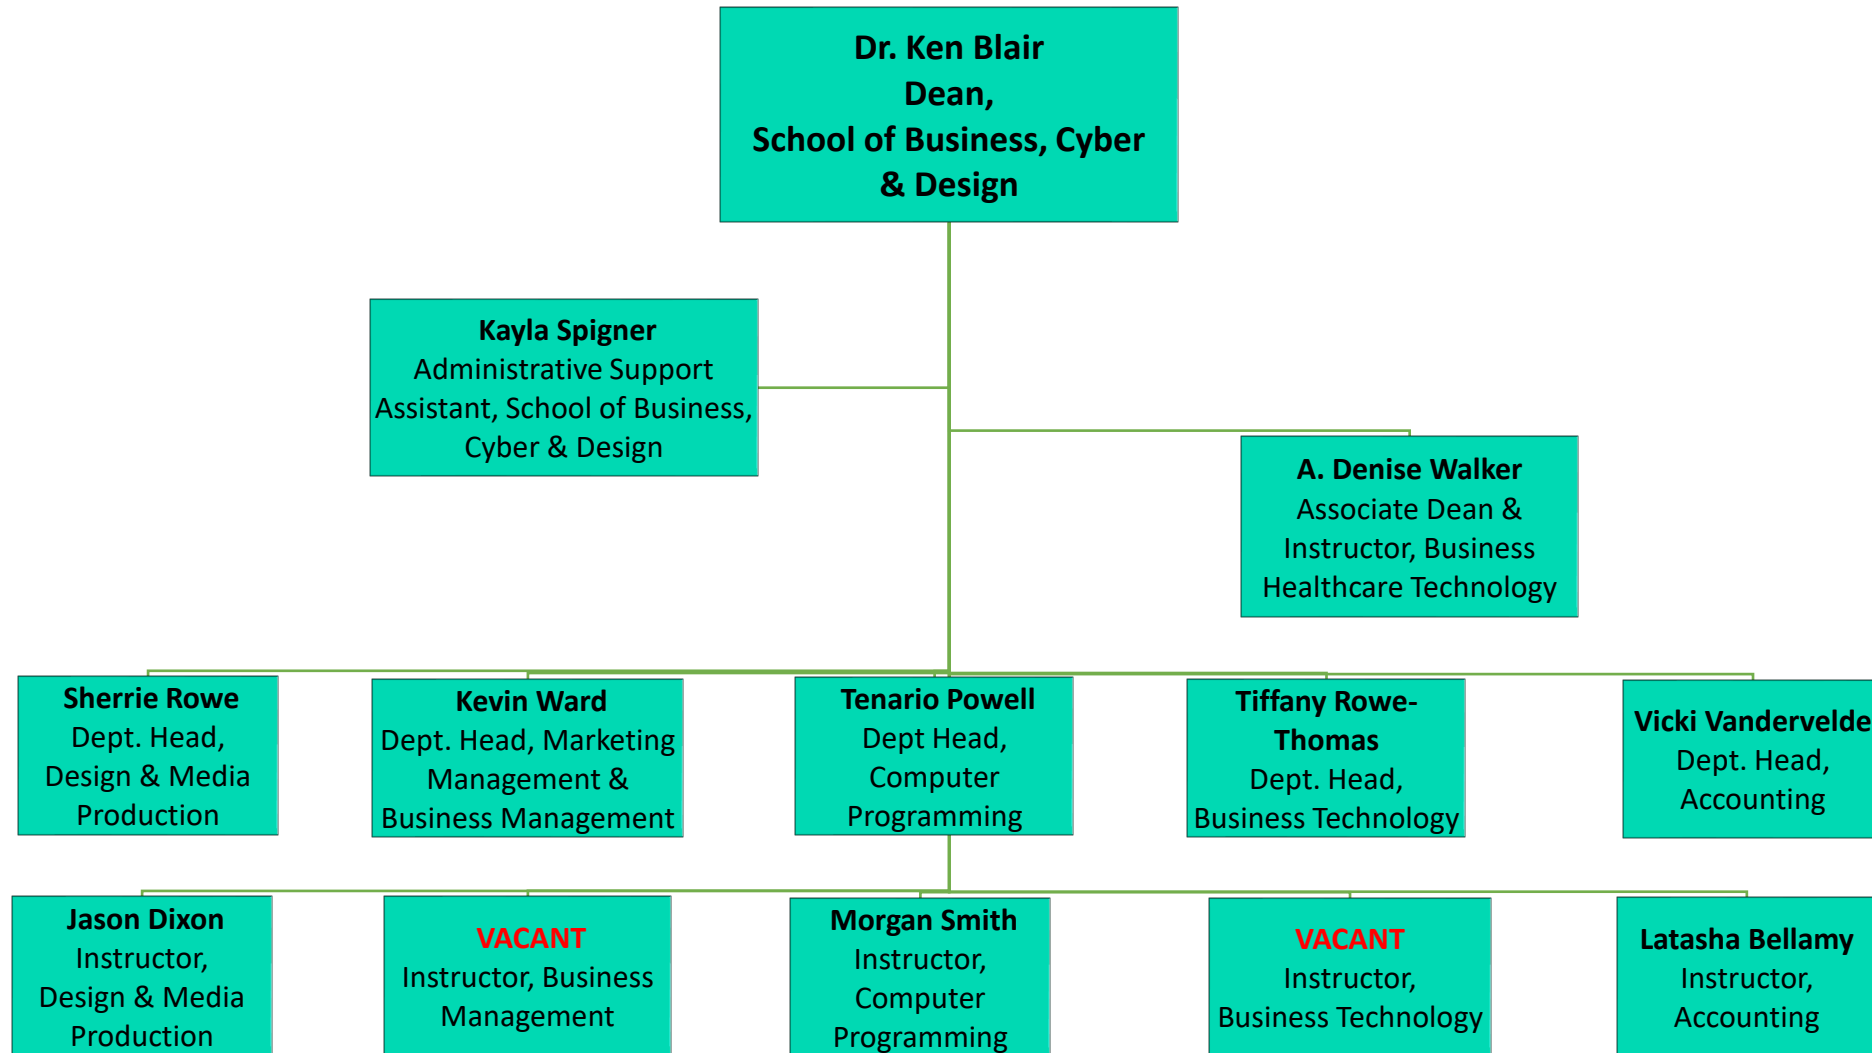 Dr. Ken Blair
Dean,
School of Business, Cyber
& Design
Kayla Spigner
Administrative Support
Assistant, School of Business,
Cyber & Design
A. Denise Walker
Associate Dean &
Instructor, Business
Healthcare Technology
Sherrie Rowe
Dept. Head,
Design & Media
Production
Kevin Ward
Dept. Head, Marketing
Management &
Business Management
Tenario Powell
Dept Head,
Computer
Programming
Tiffany Rowe-
Thomas
Dept. Head,
Business Technology
Vicki Vandervelde
Dept. Head,
Accounting
Jason Dixon
Instructor,
Design & Media
Production
VACANT
Instructor, Business
Management
Morgan Smith
Instructor,
Computer
Programming
VACANT
Instructor,
Business Technology
Latasha Bellamy
Instructor,
Accounting